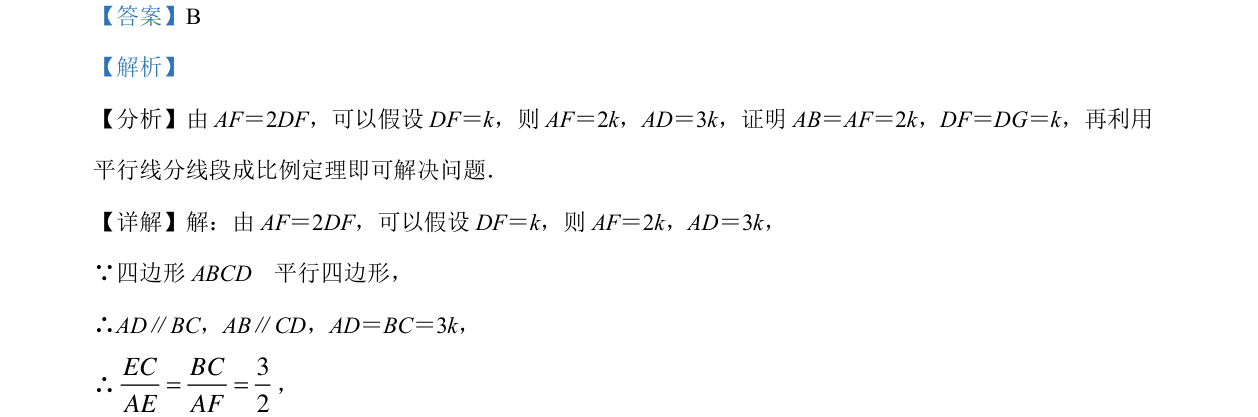 【答案】B
【解析】
【分析】由 AF＝2DF，可以假设 DF＝k，则 AF＝2k，AD＝3k，证明 AB＝AF＝2k，DF＝DG＝k，再利用
平行线分线段成比例定理即可解决问题．
【详解】解：由 AF＝2DF，可以假设 DF＝k，则 AF＝2k，AD＝3k，
∵四边形 ABCD 平行四边形，
∴AD∥BC，AB∥CD，AD＝BC＝3k，
∴ EC/AE = BC/AF = 3/2，